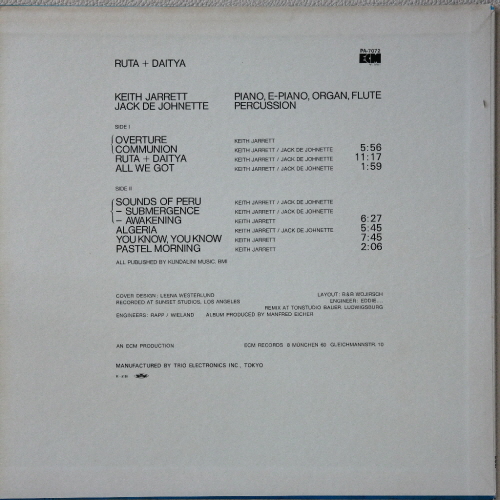 PA-7072
ECM
RUTA + DAITYA
KEITH JARRETT PIANO, E-PIANO, ORGAN, FLUTE
JACK DE JOHNETTE PERCUSSION
SIDE I
OVERTURE KEITH JARRETT
COMMUNION KEITH JARRETT / JACK DE JOHNETTE 5:56
RUTA + DAITYA KEITH JARRETT / JACK DE JOHNETTE 11:17
ALL WE GOT KEITH JARRETT / JACK DE JOHNETTE 1:59
SIDE II
SOUNDS OF PERU KEITH JARRETT / JACK DE JOHNETTE
– SUBMERGENCE KEITH JARRETT / JACK DE JOHNETTE
– AWAKENING KEITH JARRETT 6:27
ALGERIA KEITH JARRETT / JACK DE JOHNETTE 5:45
YOU KNOW, YOU KNOW KEITH JARRETT 7:45
PASTEL MORNING KEITH JARRETT 2:06
ALL PUBLISHED BY KUNDALINI MUSIC, BMI
COVER DESIGN : LEENA WESTERLUND LAYOUT : R&B WOJIRSCH
RECORDED AT SUNSET STUDIOS, LOS ANGELES ENGINEER: EDDIE...
REMIX AT TONSTUDIO BAUER, LUDWIGSBURG
ENGINEERS: RAPP / WIELAND ALBUM PRODUCED BY MANFRED EICHER
AN ECM PRODUCTION ECM RECORDS 8 MÜNCHEN 60 GLEICHMANNSTR. 10
MANUFACTURED BY TRIO ELECTRONICS INC., TOKYO